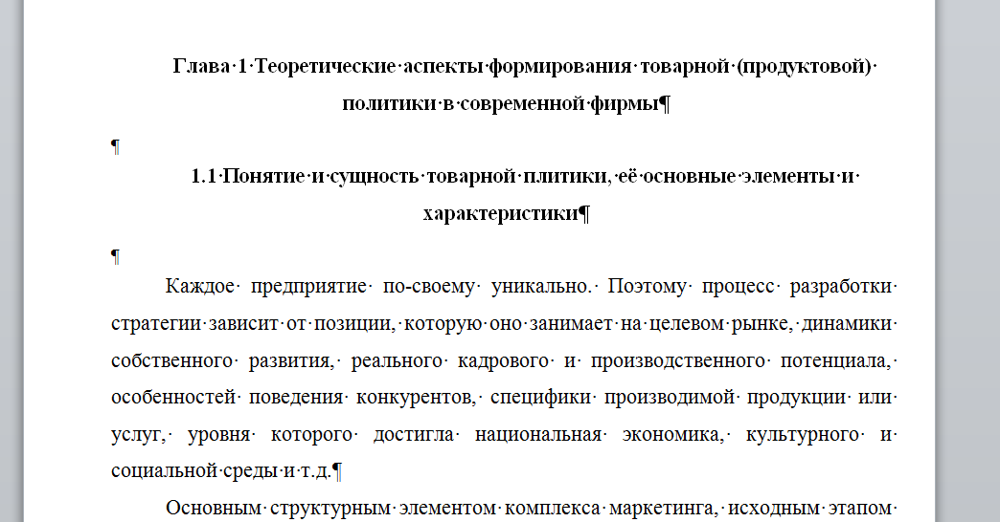 Глава 1 Теоретические аспекты формирования товарной (продуктовой)
политики в современной фирмы¶
¶
1.1 Понятие и сущность товарной плитики, её основные элементы и
характеристики¶
¶
Каждое предприятие по-своему уникально. Поэтому процесс разработки
стратегии зависит от позиции, которую оно занимает на целевом рынке, динамики
собственного развития, реального кадрового и производственного потенциала,
особенностей поведения конкурентов, специфики производимой продукции или
услуг, уровня которого достигла национальная экономика, культурного и
социальной среды и т.д.¶
Основным структурным элементом комплекса маркетинга, исходным этапом